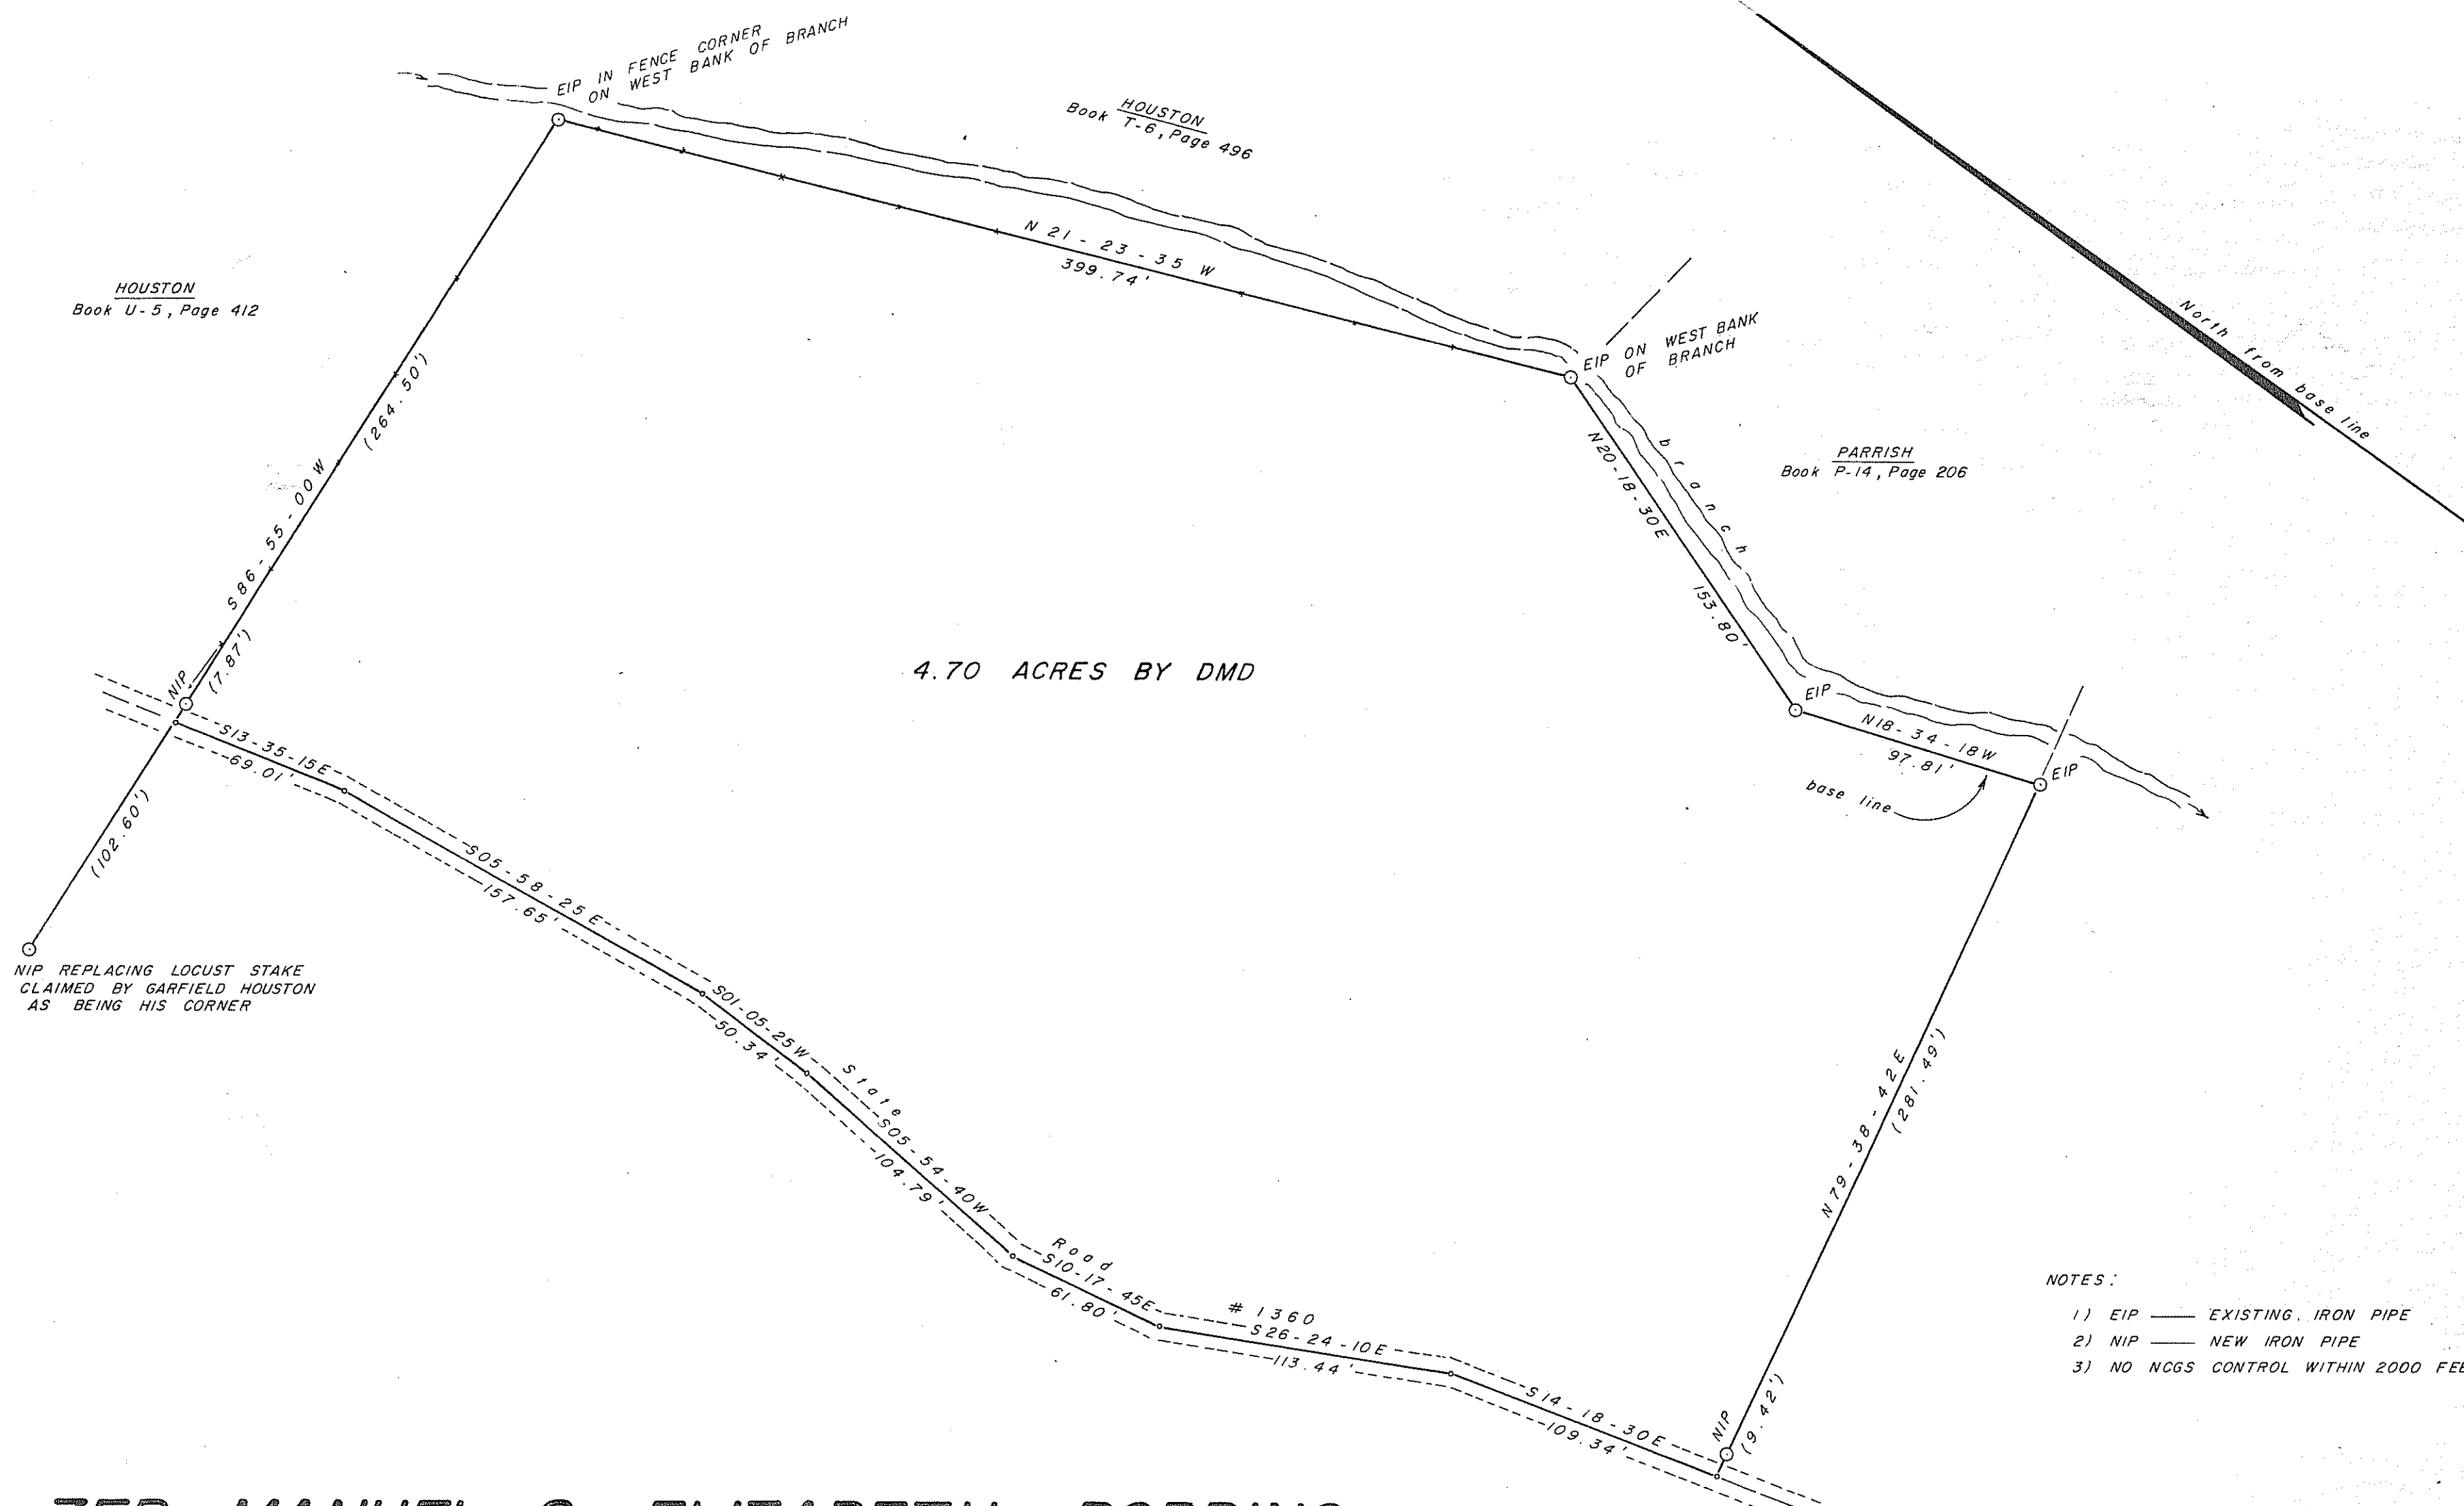 EIP IN FENCE CORNER
ON WEST BANK OF BRANCH
HOUSTON
Book T-6, Page 496
N 21-23-35 W
399.74'
North from base line
HOUSTON
Book U-5, Page 412
EIP ON WEST BANK
OF BRANCH
PARRISH
Book P-14, Page 206
branch
N20-18-30E
153.80'
S86-55-00W
(264.50')
(7.87')
NIP
4.70 ACRES BY DMD
EIP
N18-34-18W
97.81'
EIP
base line
S13-35-15E
69.01'
(102.60')
NIP REPLACING LOCUST STAKE
CLAIMED BY GARFIELD HOUSTON
AS BEING HIS CORNER
S05-58-25E
157.65'
S01-05-25W
50.34'
State
S05-54-40W
104.79'
Road
S10-17-45E
61.80'
# 1360
S26-24-10E
113.44'
S14-18-30E
109.34'
N79-38-42E
(281.49')
NIP
(9.42')
NOTES:
1) EIP —— EXISTING IRON PIPE
2) NIP —— NEW IRON PIPE
3) NO NCGS CONTROL WITHIN 2000